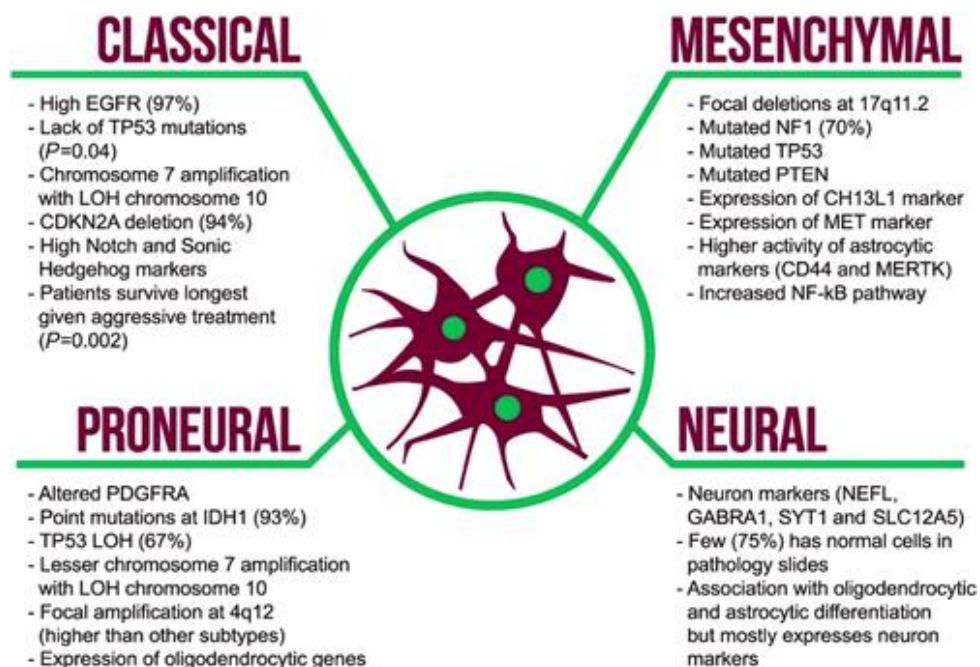 CLASSICAL
- High EGFR (97%)
- Lack of TP53 mutations
(P=0.04)
- Chromosome 7 amplification
with LOH chromosome 10
- CDKN2A deletion (94%)
- High Notch and Sonic
Hedgehog markers
- Patients survive longest
given aggressive treatment
(P=0.002)
MESENCHYMAL
- Focal deletions at 17q11.2
- Mutated NF1 (70%)
- Mutated TP53
- Mutated PTEN
- Expression of CH13L1 marker
- Expression of MET marker
- Higher activity of astrocytic
markers (CD44 and MERTK)
- Increased NF-kB pathway
PRONEURAL
- Altered PDGFRA
- Point mutations at IDH1 (93%)
- TP53 LOH (67%)
- Lesser chromosome 7 amplification
with LOH chromosome 10
- Focal amplification at 4q12
(higher than other subtypes)
- Expression of oligodendrocytic genes
NEURAL
- Neuron markers (NEFL,
GABRA1, SYT1 and SLC12A5)
- Few (75%) has normal cells in
pathology slides
- Association with oligodendrocytic
and astrocytic differentiation
but mostly expresses neuron
markers